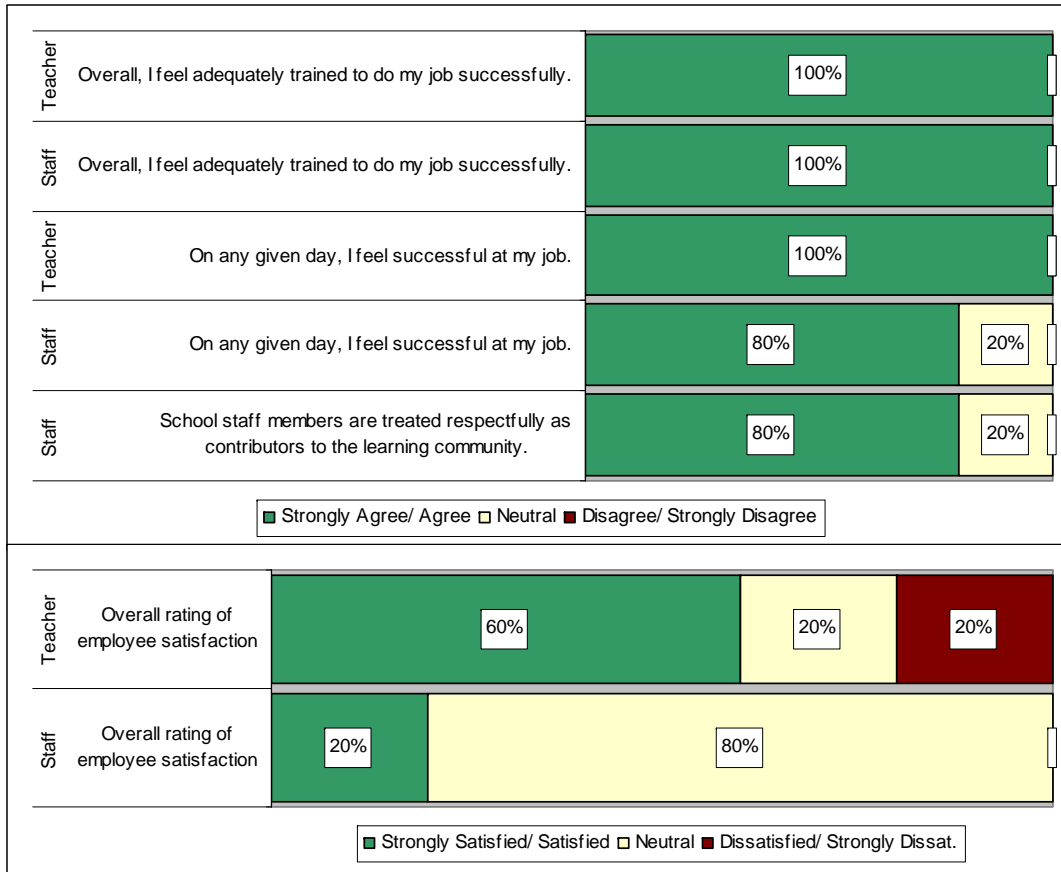 Teacher
Overall, I feel adequately trained to do my job successfully.
100%
Staff
Overall, I feel adequately trained to do my job successfully.
100%
Teacher
On any given day, I feel successful at my job.
100%
Staff
On any given day, I feel successful at my job.
80%
20%
Staff
School staff members are treated respectfully as
contributors to the learning community.
80%
20%
Strongly Agree/ Agree Neutral Disagree/ Strongly Disagree
Teacher
Overall rating of
employee satisfaction
60%
20%
20%
Staff
Overall rating of
employee satisfaction
20%
80%
Strongly Satisfied/ Satisfied Neutral Dissatisfied/ Strongly Dissat.